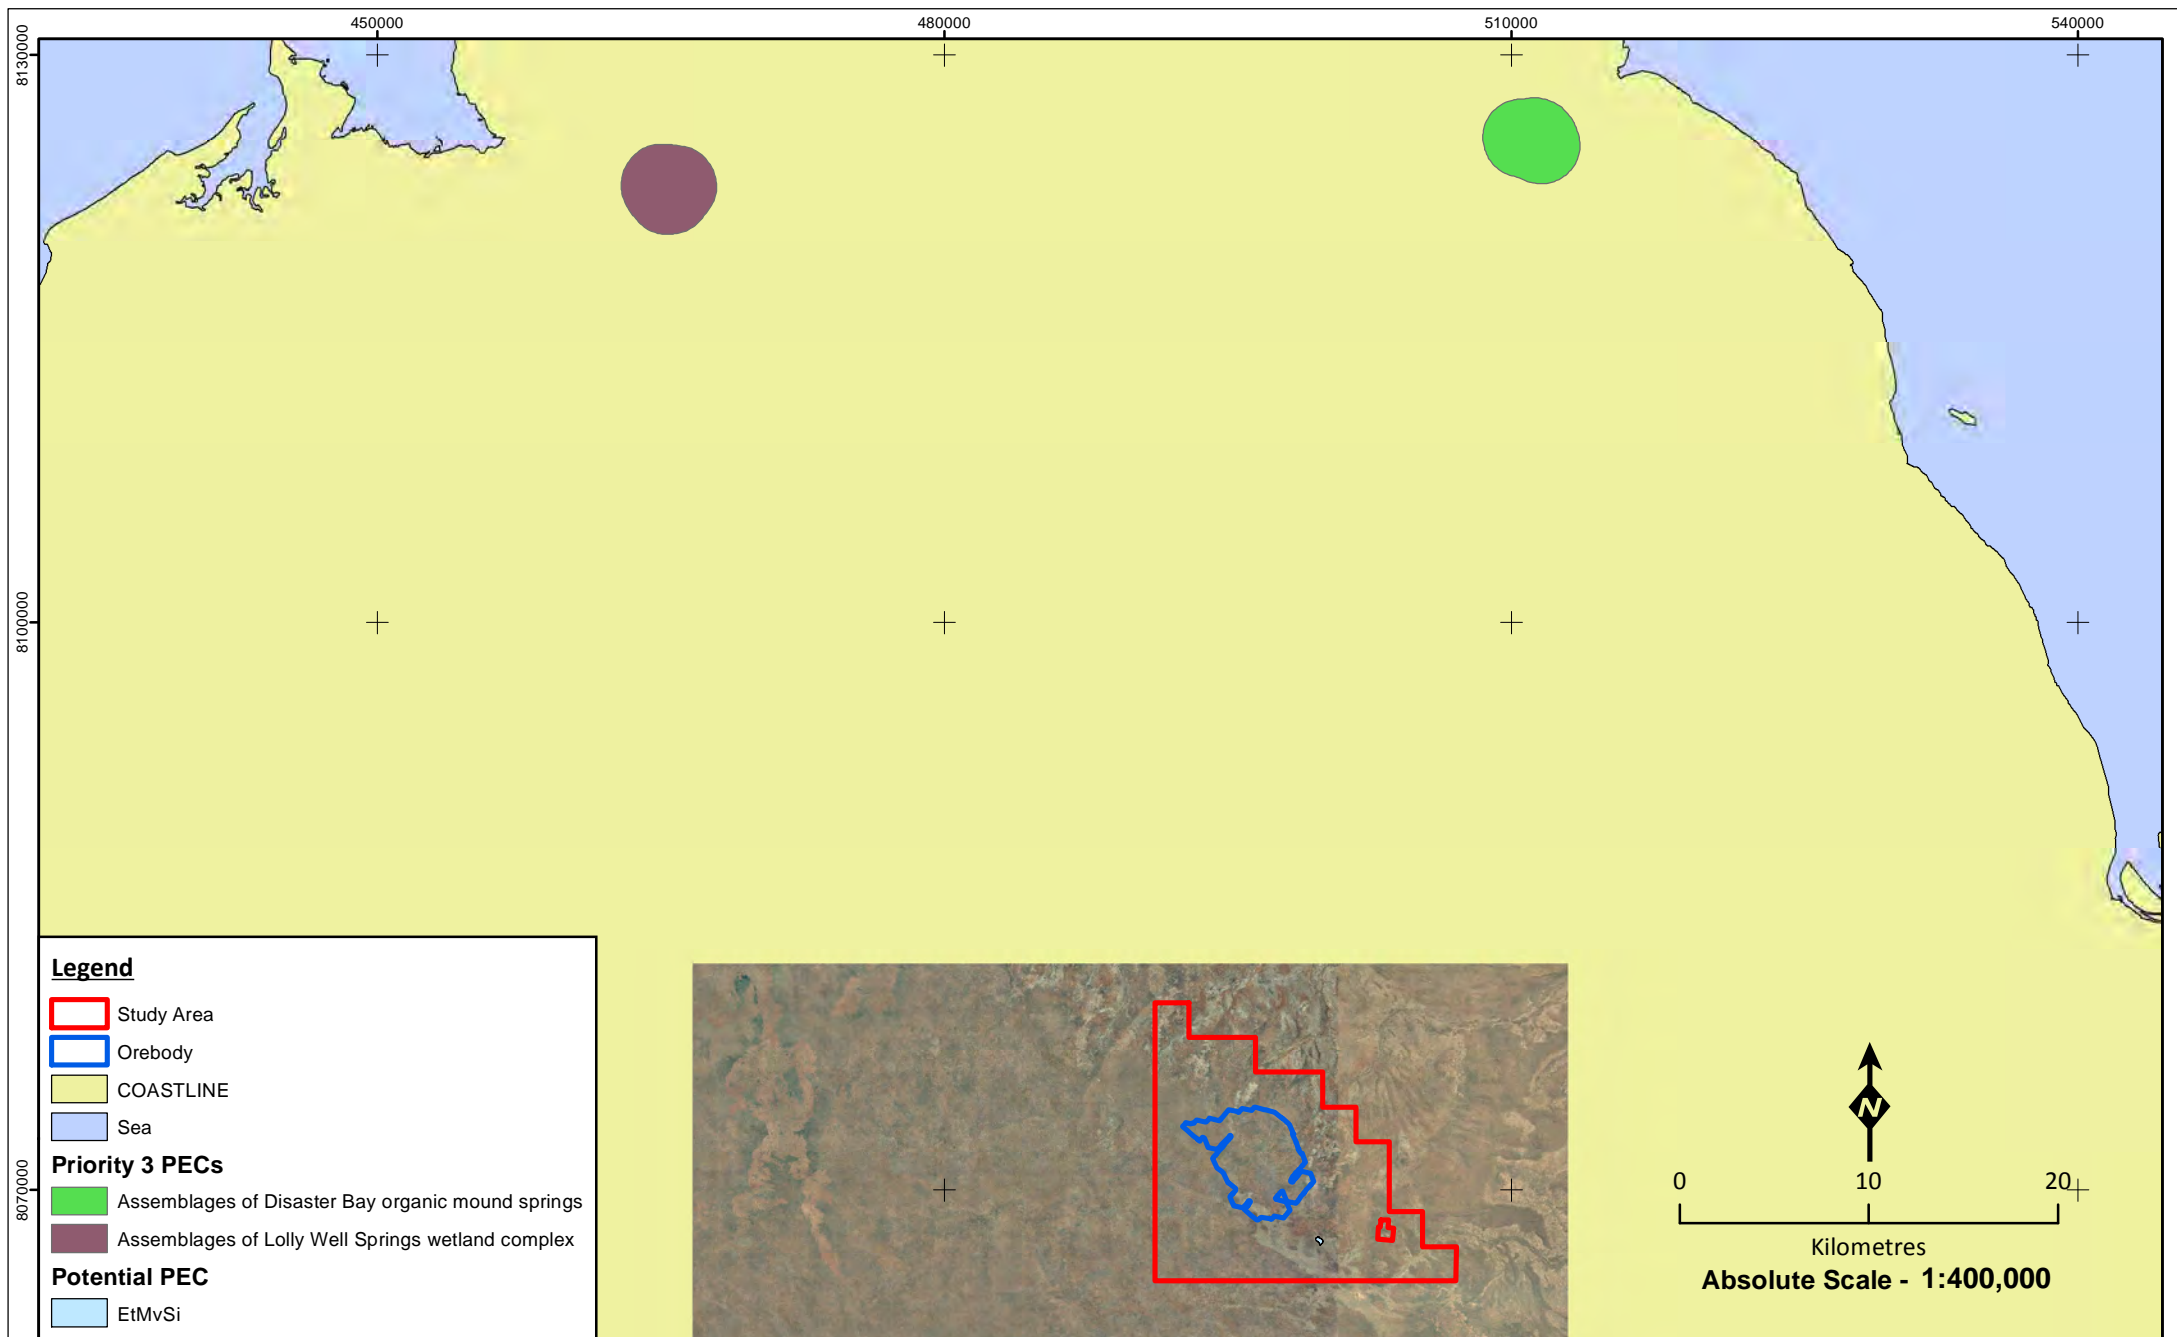 450000 480000 510000 540000
8130000
8100000
8070000
Legend
Study Area
Orebody
COASTLINE
Sea
Priority 3 PECs
Assemblages of Disaster Bay organic mound springs
Assemblages of Lolly Well Springs wetland complex
Potential PEC
EtMvSi
N
0 10 20
Kilometres
Absolute Scale - 1:400,000